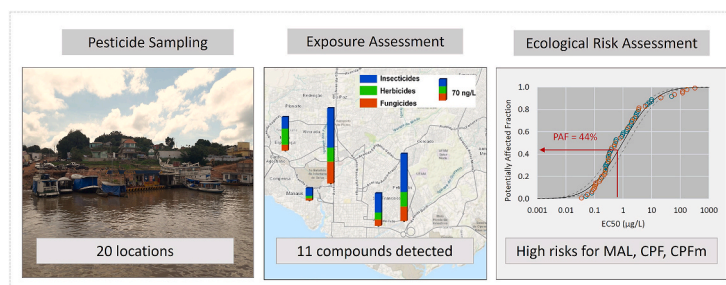 Pesticide Sampling
Exposure Assessment
Ecological Risk Assessment
20 locations
Insecticides
Herbicides
Fungicides
70 ng/L
11 compounds detected
Potentially Affected Fraction
1.0
0.8
0.6
0.4
0.2
0.0
PAF = 44%
0.001
0.01
0.1
1
10
100
1000
EC50 (µg/L)
High risks for MAL, CPF, CPFm